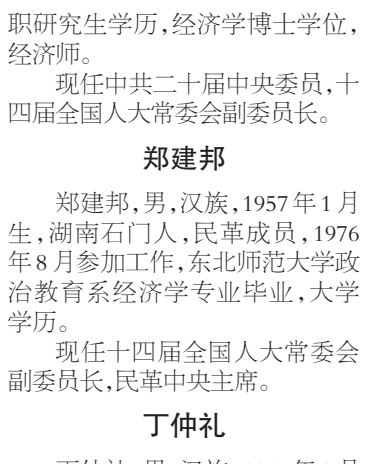 职研究生学历,经济学博士学位,
经济师。
现任中共二十届中央委员,十
四届全国人大常委会副委员长。
郑建邦
郑建邦,男,汉族,1957年1月
生,湖南石门人,民革成员,1976
年8月参加工作,东北师范大学政
治教育系经济学专业毕业,大学
学历。
现任十四届全国人大常委会
副委员长,民革中央主席。
丁仲礼